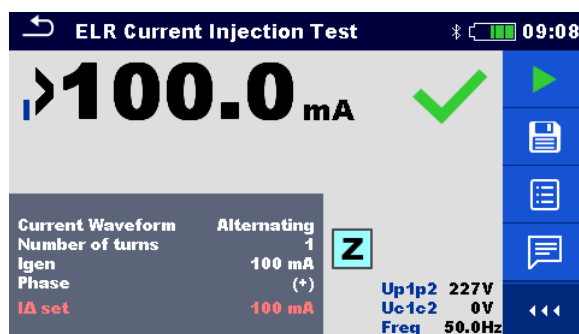 ELR Current Injection Test 09:08
I >100.0 mA
Current Waveform Alternating
Number of turns 1
Igen 100 mA
Phase (+)
IΔ set 100 mA
Z
Up1p2 227V
Uc1c2 0V
Freq 50.0Hz